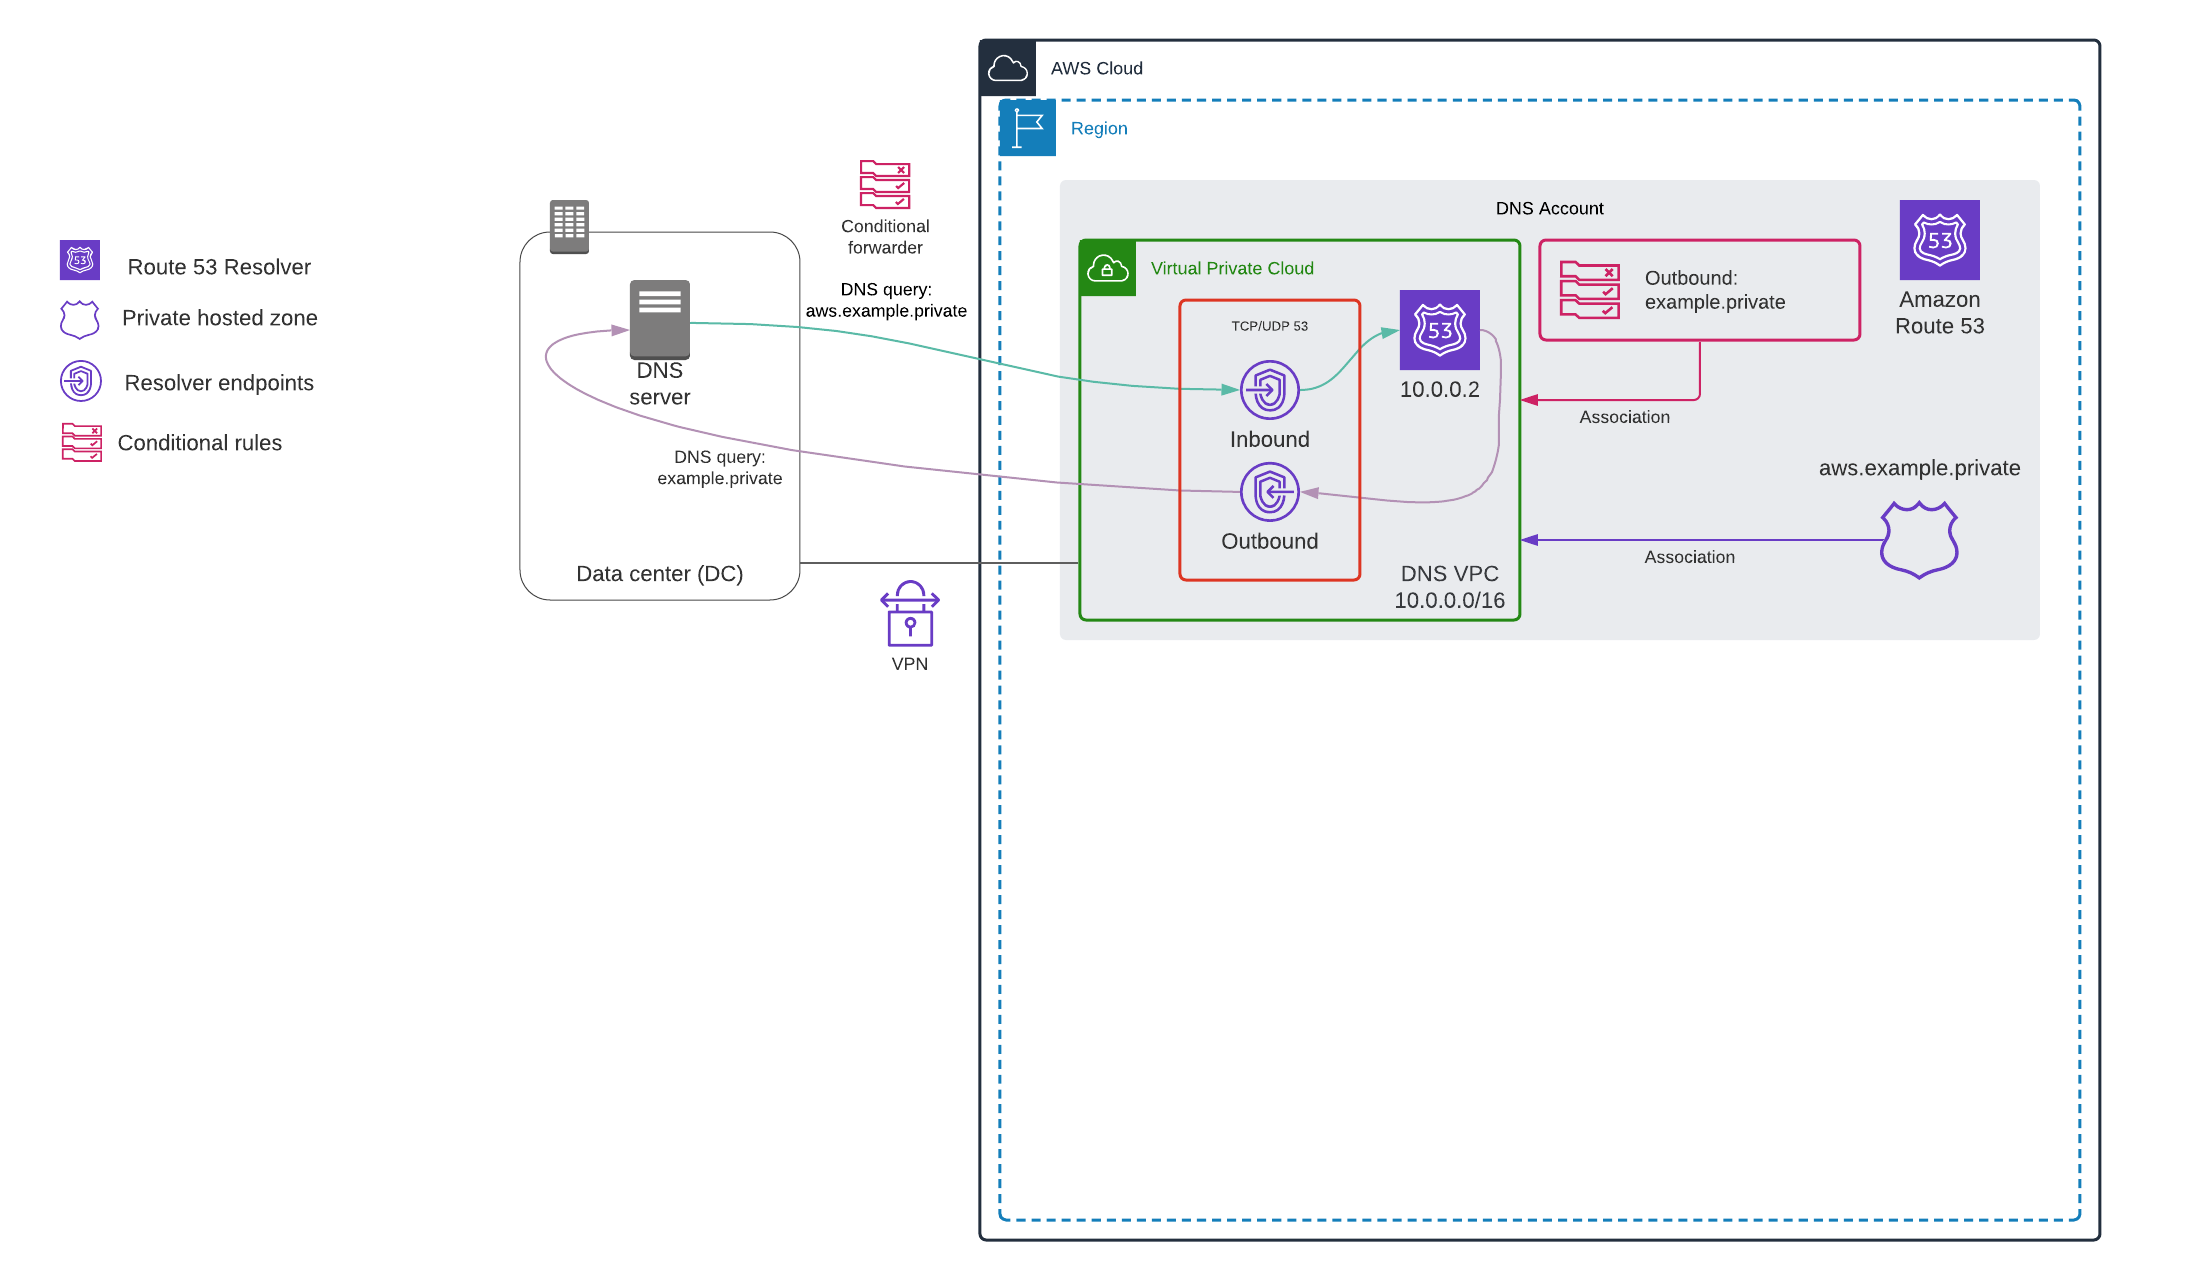 AWS Cloud
Region
DNS Account
Conditional
forwarder
DNS query:
aws.example.private
Route 53 Resolver
Private hosted zone
Resolver endpoints
Conditional rules
53
DNS
server
DNS query:
example.private
Data center (DC)
VPN
Virtual Private Cloud
TCP/UDP 53
Inbound
Outbound
53
10.0.0.2
DNS VPC
10.0.0.0/16
Outbound:
example.private
Association
53
Amazon
Route 53
aws.example.private
Association